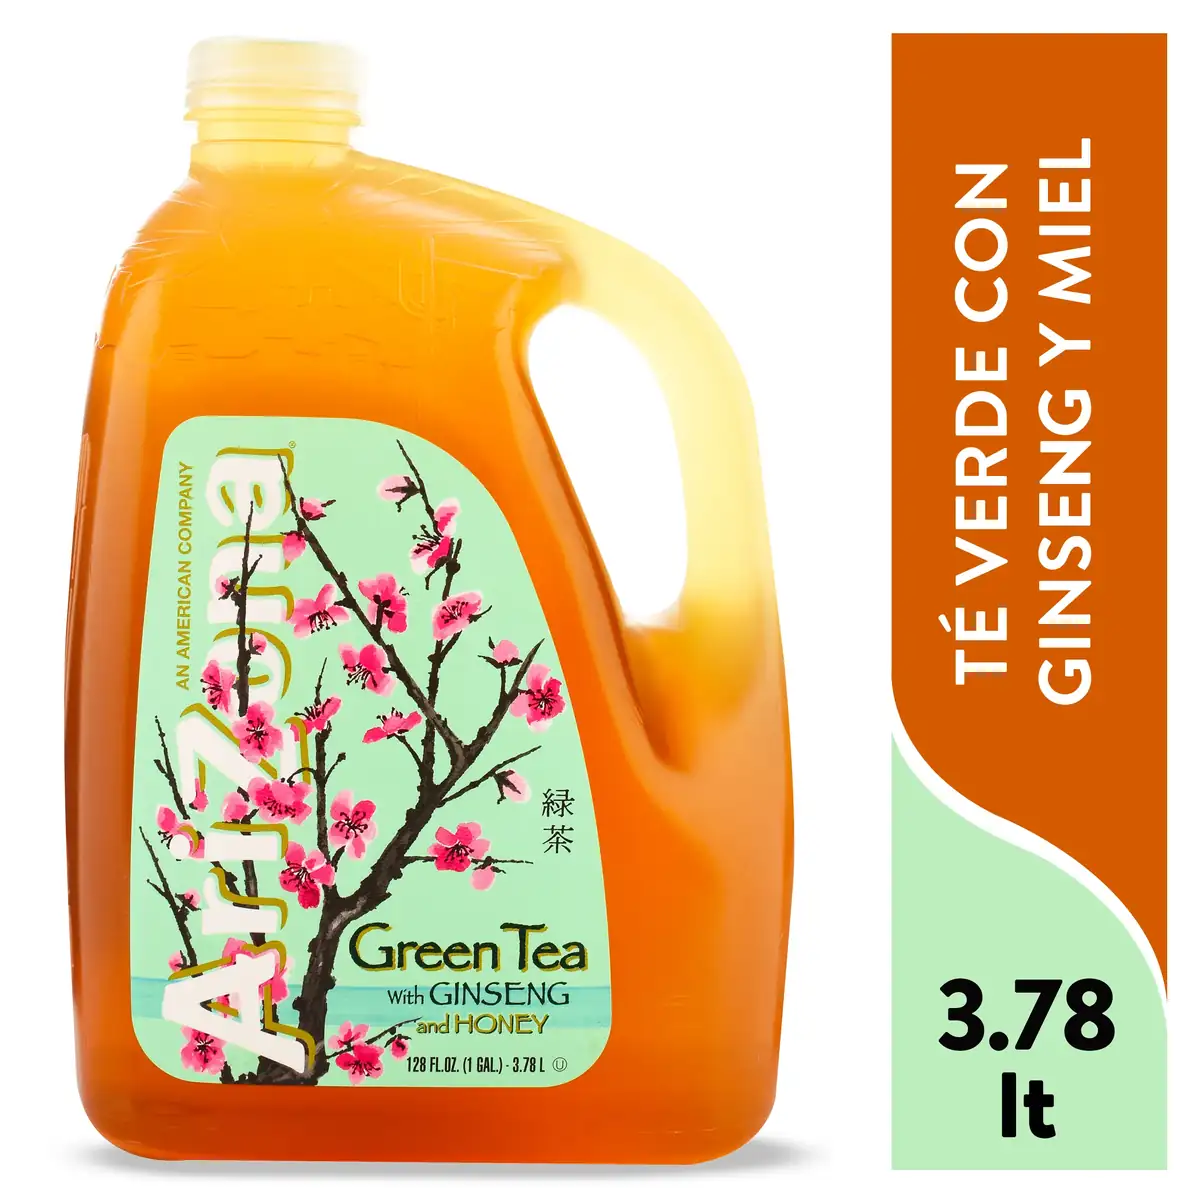 AN AMERICAN COMPANY
AriZona®
緑
茶
Green Tea
With GINSENG
and HONEY
128 FL.OZ. (1 GAL.) - 3.78 L Ⓤ
TÉ VERDE CON
GINSENG Y MIEL
3.78
lt